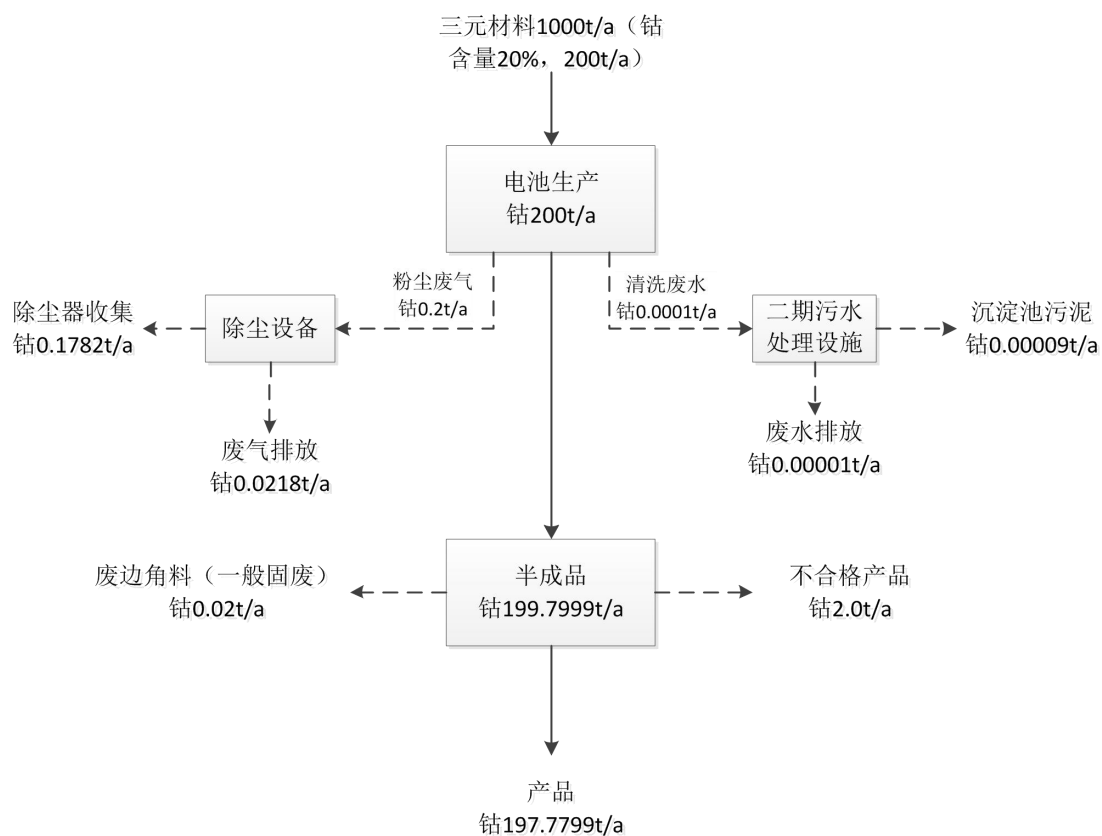 三元材料1000t/a（钴
含量20%，200t/a）
电池生产
钴200t/a
粉尘废气
钴0.2t/a
清洗废水
钴0.0001t/a
除尘器收集
钴0.1782t/a
除尘设备
二期污水
处理设施
沉淀池污泥
钴0.00009t/a
废气排放
钴0.0218t/a
废水排放
钴0.00001t/a
废边角料（一般固废）
钴0.02t/a
半成品
钴199.7999t/a
不合格产品
钴2.0t/a
产品
钴197.7799t/a